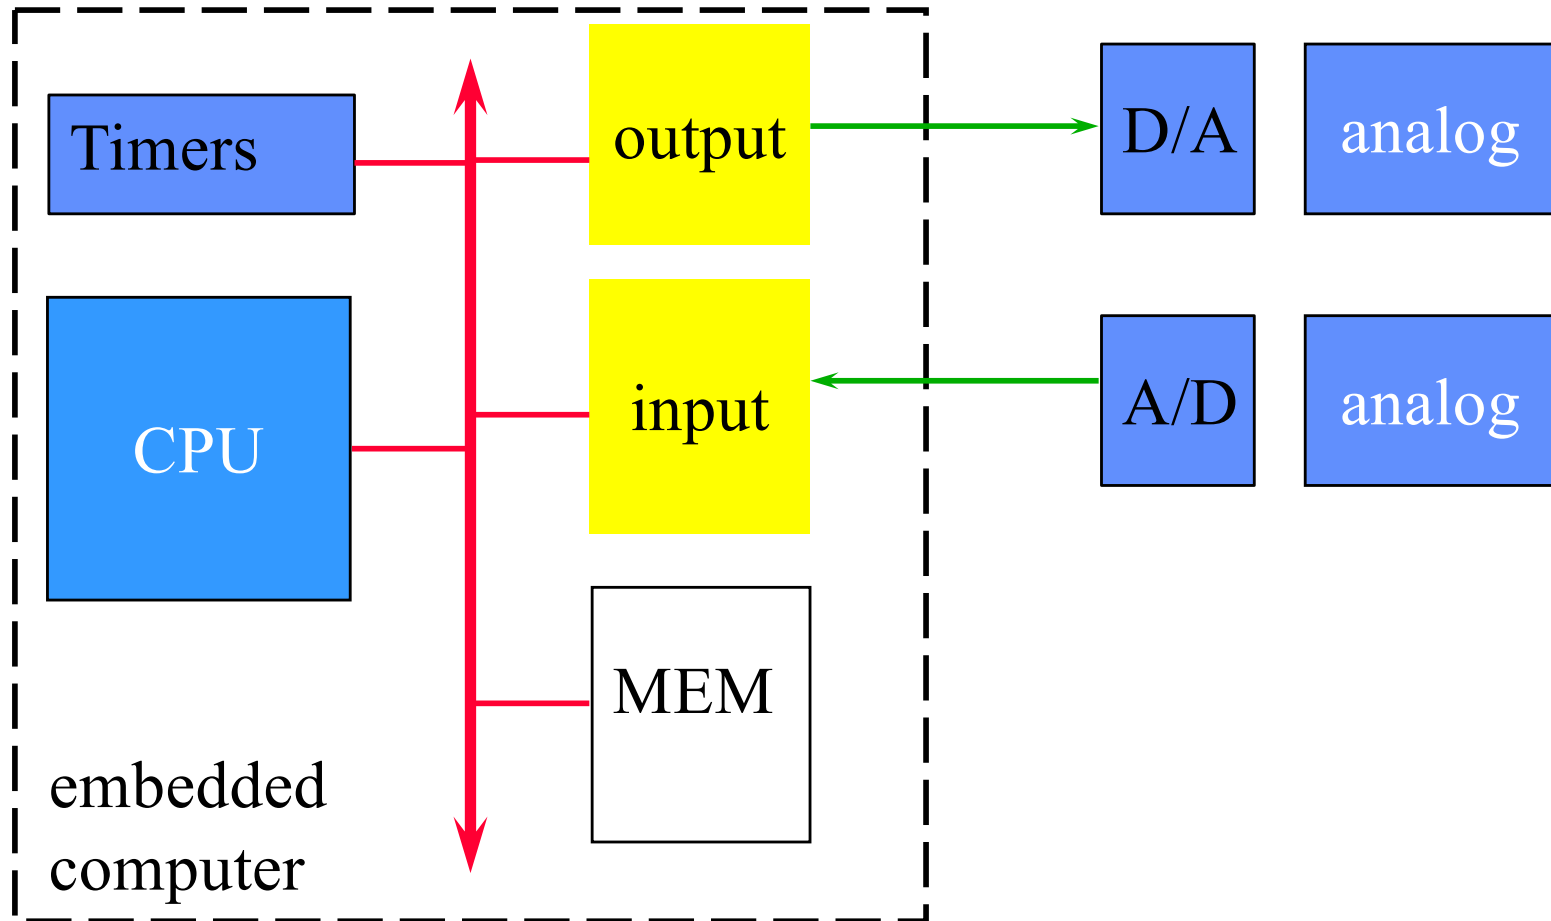 Timers
output
D/A
analog
CPU
input
A/D
analog
MEM
embedded
computer